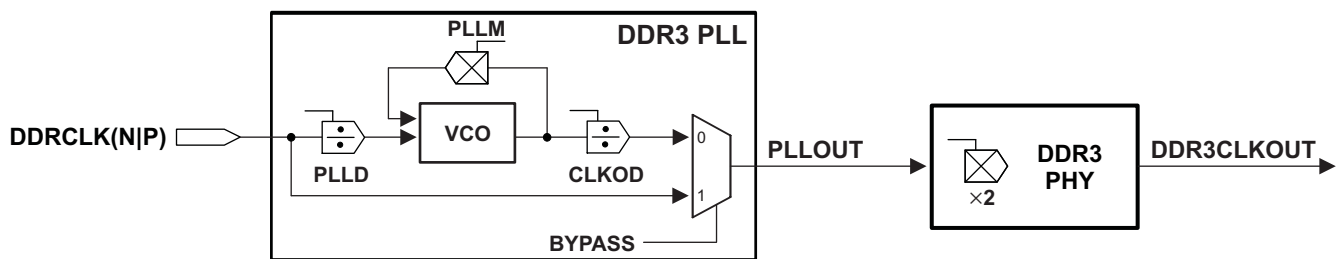 PLLM
DDR3 PLL
DDRCLK(N|P)
VCO
PLLD
CLKOD
0
1
BYPASS
PLLOUT
DDR3
PHY
×2
DDR3CLKOUT